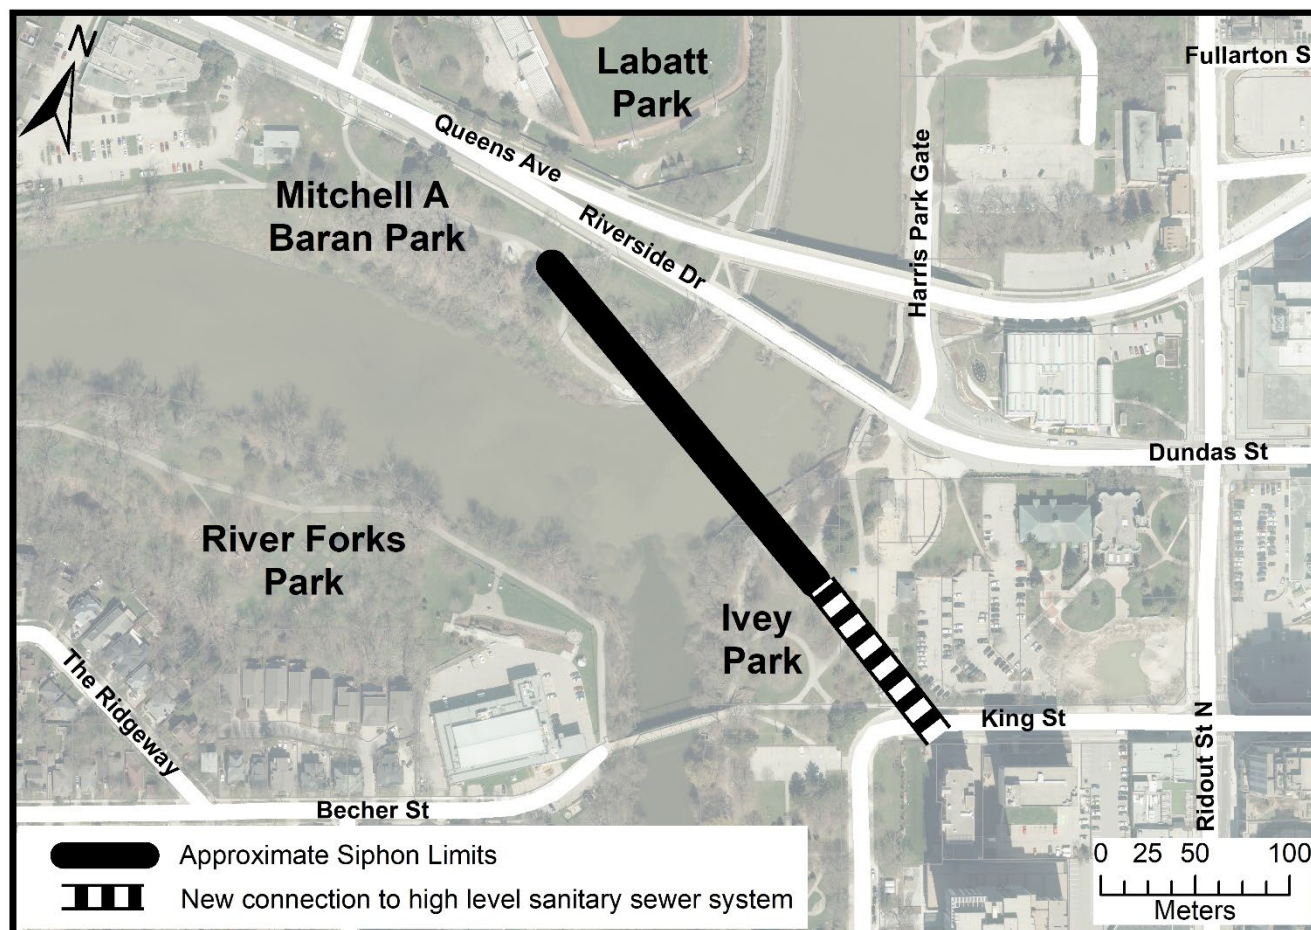 N
Labatt
Park
Fullarton S
Queens Ave
Harris Park Gate
Mitchell A
Baran Park
Riverside Dr
Dundas St
River Forks
Park
Ivey
Park
The Ridgeway
King St
Ridout St N
Becher St
Approximate Siphon Limits
New connection to high level sanitary sewer system
0 25 50 100
Meters